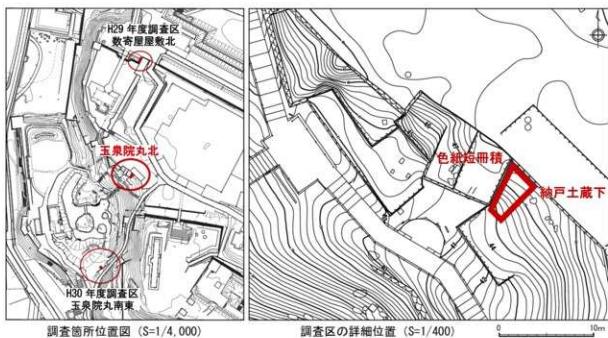 H29 年度調査区
数寄屋屋敷北
玉泉院丸北
H30 年度調査区
玉泉院丸南東
調査箇所位置図 (S=1/4,000)
色紙短冊積
納戸土蔵下
調査区の詳細位置 (S=1/400)
0 10m